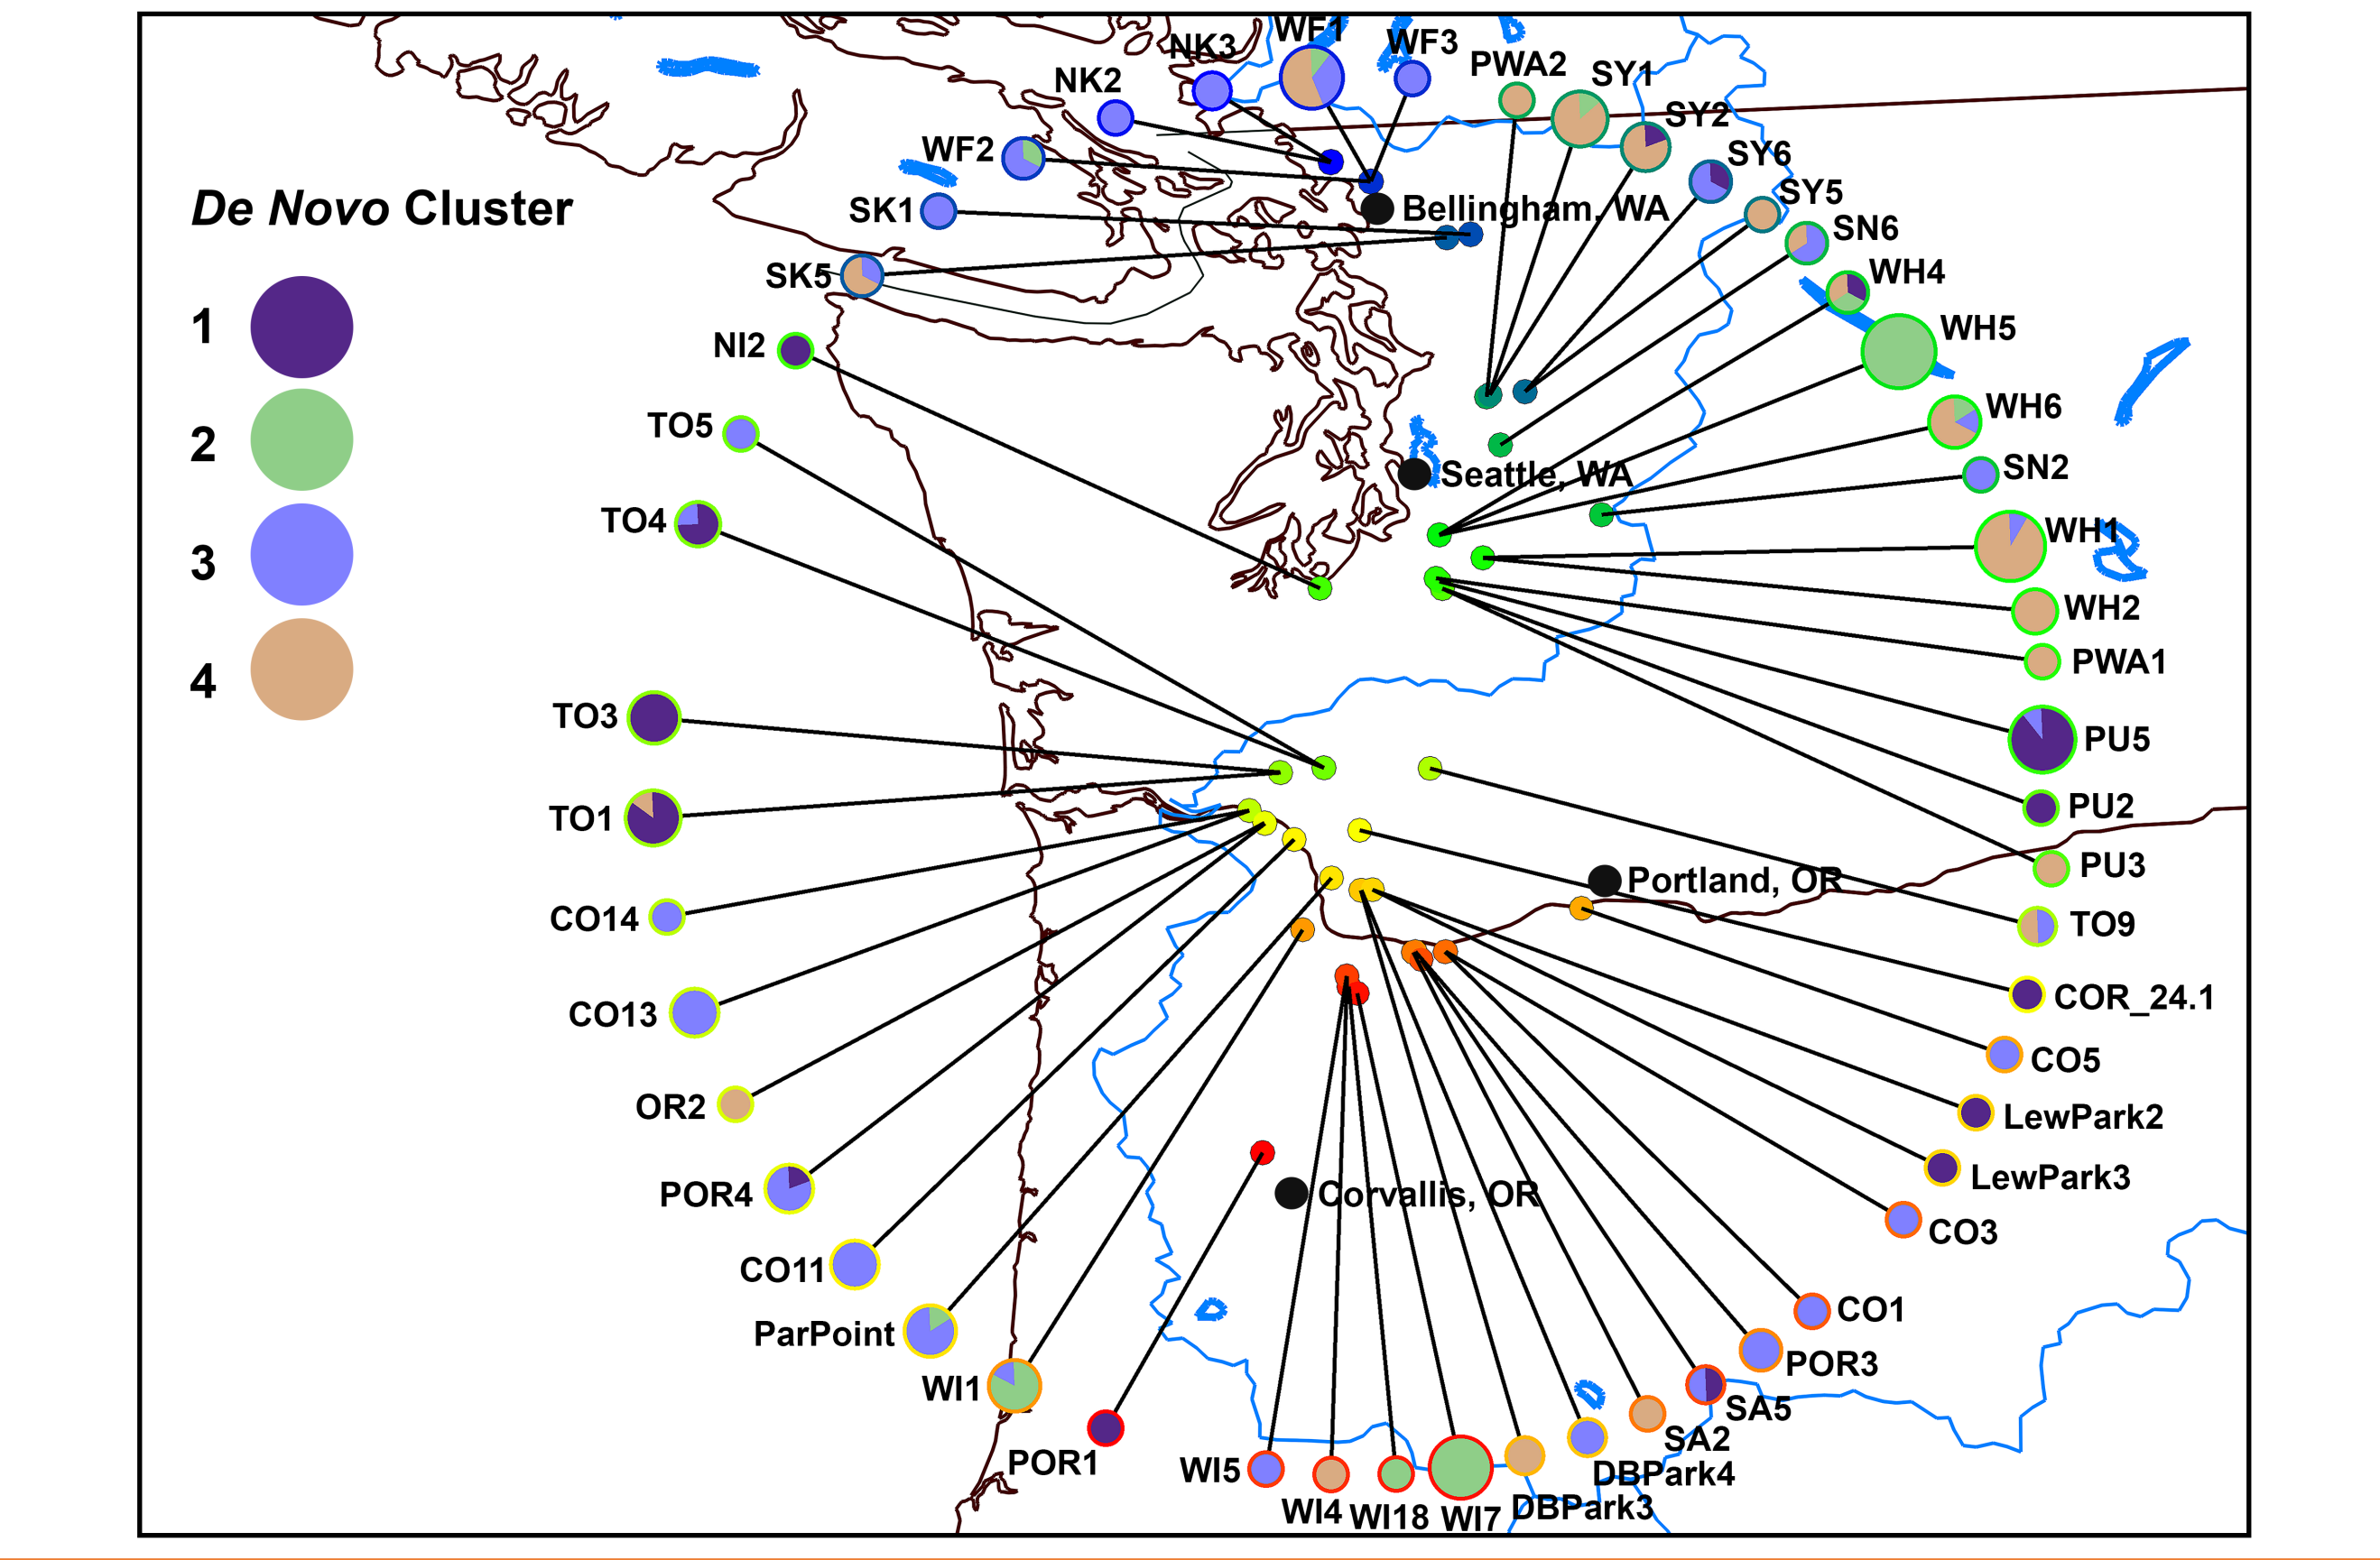 WF1
NK3
WF3
PWA2
NK2
SY1
SY2
WF2
SY6
SY5
De Novo Cluster
SK1
Bellingham, WA
SN6
SK5
WH4
1
WH5
NI2
WH6
TO5
2
Seattle, WA
SN2
TO4
WH1
3
WH2
PWA1
4
TO3
PU5
PU2
TO1
PU3
Portland, OR
CO14
TO9
COR_24.1
CO13
CO5
OR2
LewPark2
LewPark3
POR4
Corvallis, OR
CO3
CO11
CO1
ParPoint
POR3
WI1
SA5
SA2
POR1
WI5
DBPark4
WI4
WI18
WI7
DBPark3